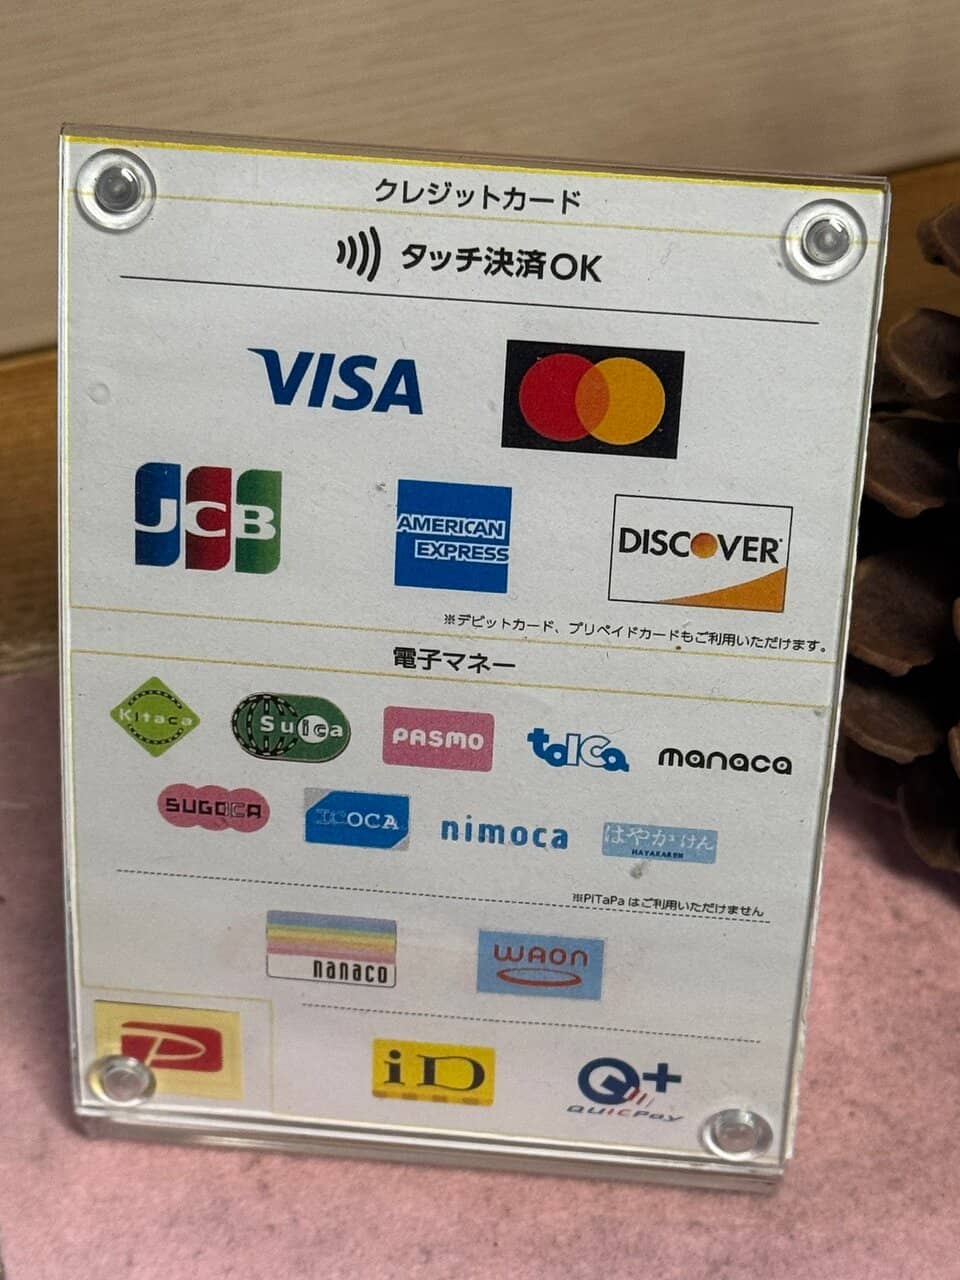 クレジットカード
タッチ決済OK
VISA
JCB
AMERICAN
EXPRESS
DISCOVER
※デビットカード、プリペイドカードもご利用いただけます。
電子マネー
Kitaca Suica PASMO toICa manaca
SUGOCA ICOCA nimoca はやかけん
HAYAKAKEN
※PiTaPaはご利用いただけません
nanaco WAON
P iD Q+
QUICPay